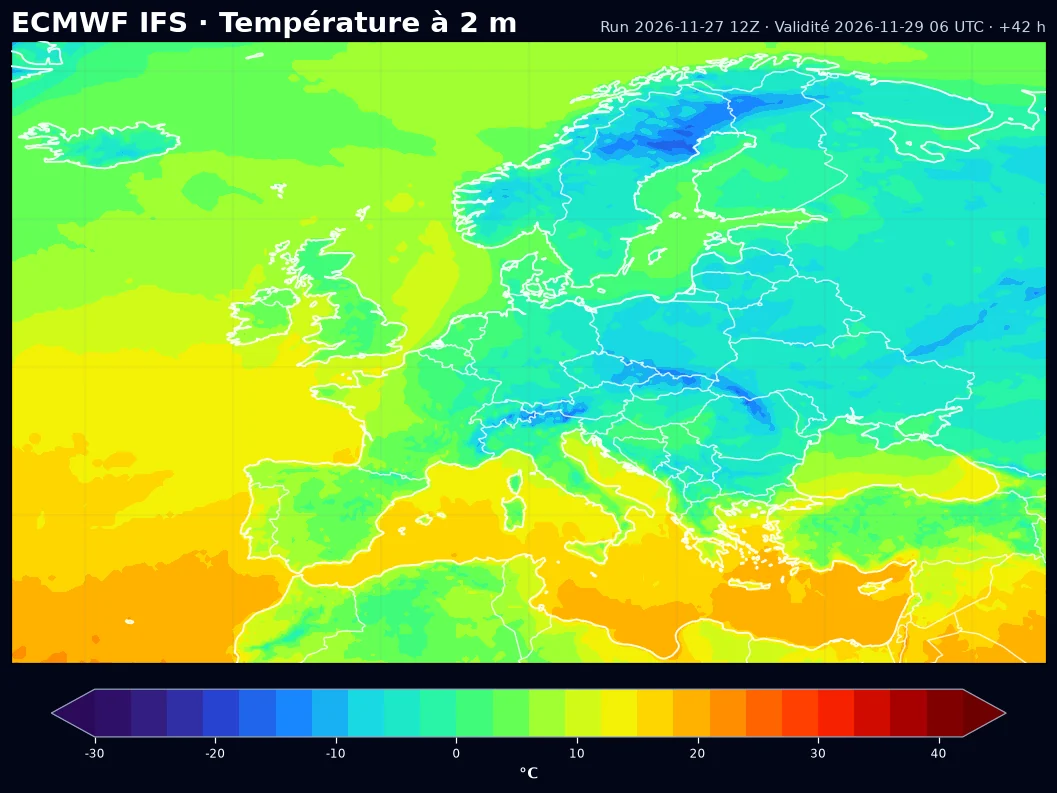 ECMWF IFS · Température à 2 m
Run 2026-11-27 12Z · Validité 2026-11-29 06 UTC · +42 h
-30 -20 -10 0 10 20 30 40
°C